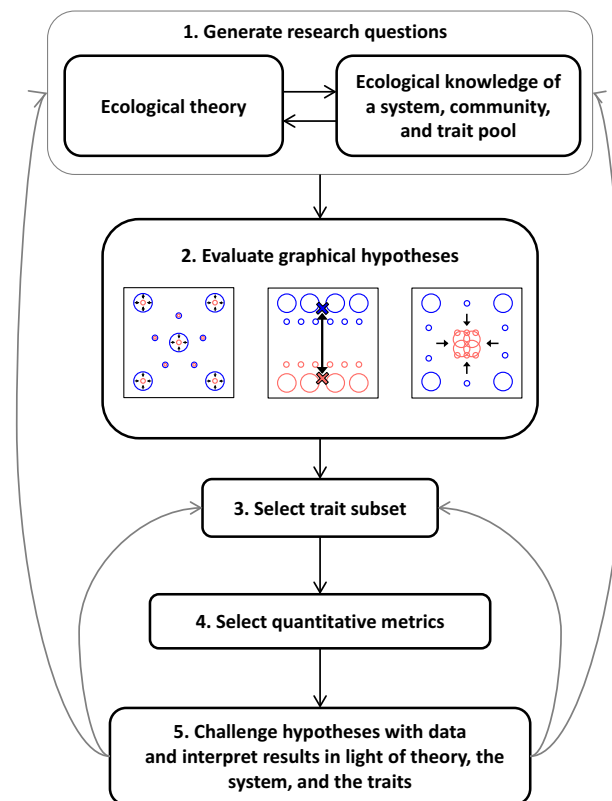 1. Generate research questions
Ecological theory
Ecological knowledge of
a system, community,
and trait pool
2. Evaluate graphical hypotheses
3. Select trait subset
4. Select quantitative metrics
5. Challenge hypotheses with data
and interpret results in light of theory, the
system, and the traits